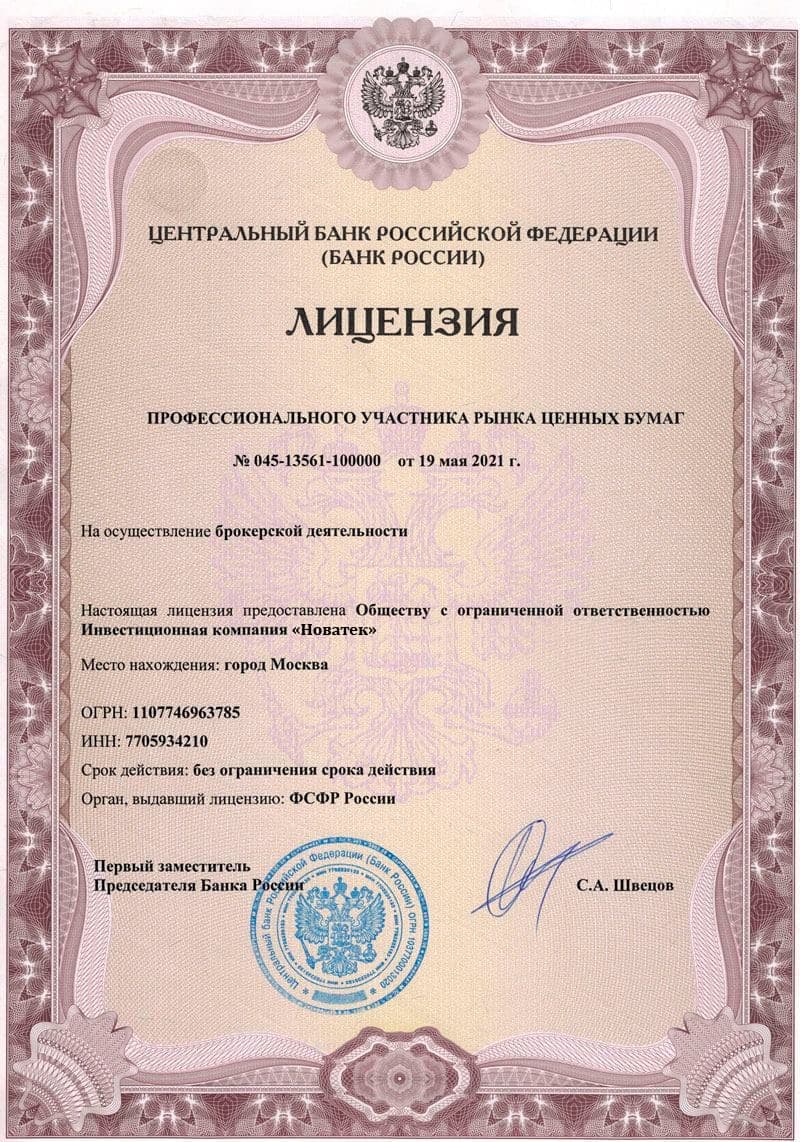 ЦЕНТРАЛЬНЫЙ БАНК РОССИЙСКОЙ ФЕДЕРАЦИИ
(БАНК РОССИИ)
ЛИЦЕНЗИЯ
ПРОФЕССИОНАЛЬНОГО УЧАСТНИКА РЫНКА ЦЕННЫХ БУМАГ
№ 045-13561-100000 от 19 мая 2021 г.
На осуществление брокерской деятельности
Настоящая лицензия предоставлена Обществу с ограниченной ответственностью
Инвестиционная компания «Новатек»
Место нахождения: город Москва
ОГРН: 1107746963785
ИНН: 7705934210
Срок действия: без ограничения срока действия
Орган, выдавший лицензию: ФСФР России
Первый заместитель
Председателя Банка России
С.А. Швецов
Центральный банк Российской Федерации (Банк России) ОГРН 1037700013020